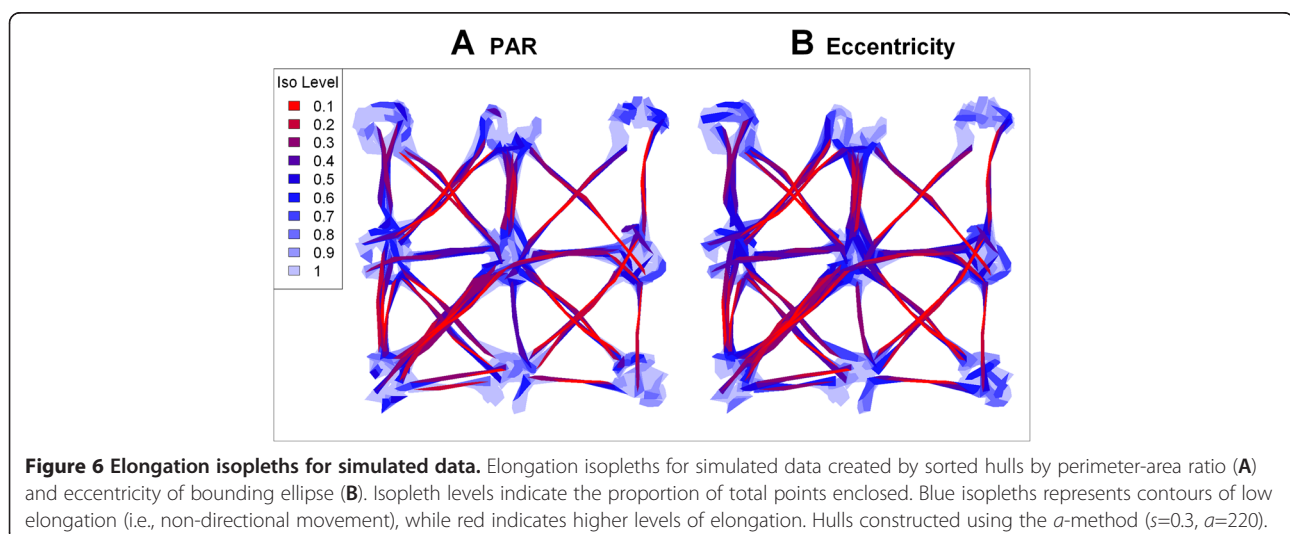 A PAR
B Eccentricity
Iso Level
0.1
0.2
0.3
0.4
0.5
0.6
0.7
0.8
0.9
1
Figure 6 Elongation isopleths for simulated data. Elongation isopleths for simulated data created by sorted hulls by perimeter-area ratio (A)
and eccentricity of bounding ellipse (B). Isopleth levels indicate the proportion of total points enclosed. Blue isopleths represents contours of low
elongation (i.e., non-directional movement), while red indicates higher levels of elongation. Hulls constructed using the a-method (s=0.3, a=220).